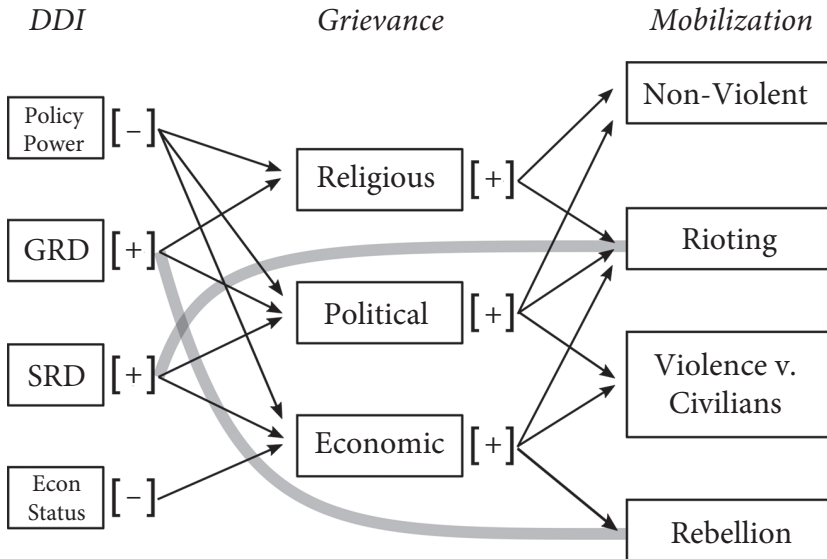 DDI
Grievance
Mobilization
Policy
Power
[–]
GRD
[+]
SRD
[+]
Econ
Status
[–]
Religious
[+]
Political
[+]
Economic
[+]
Non-Violent
Rioting
Violence v.
Civilians
Rebellion